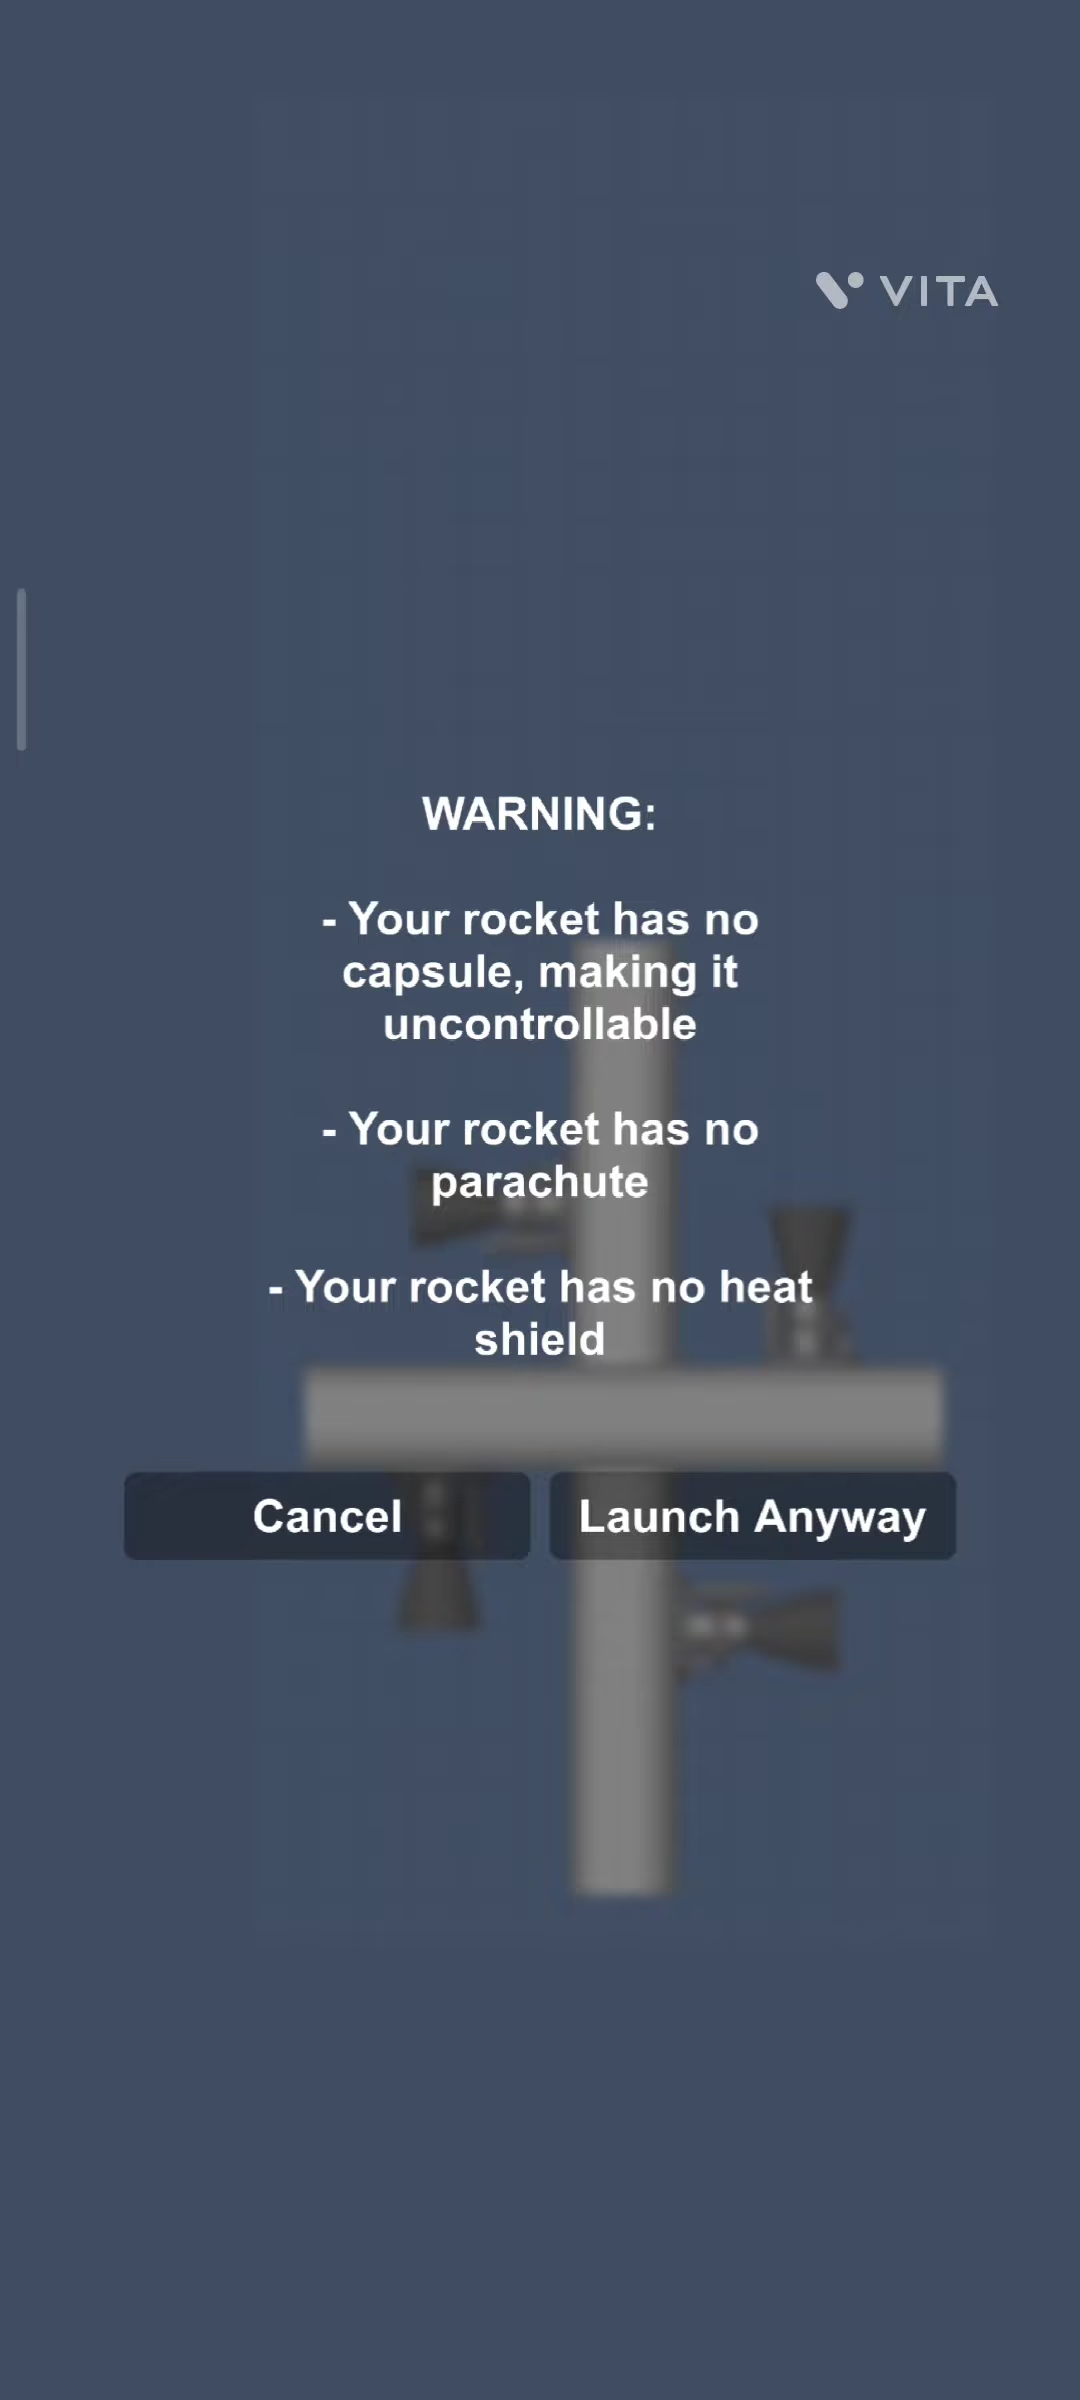 VITA
WARNING:
- Your rocket has no
capsule, making it
uncontrollable
- Your rocket has no
parachute
- Your rocket has no heat
shield
Cancel
Launch Anyway